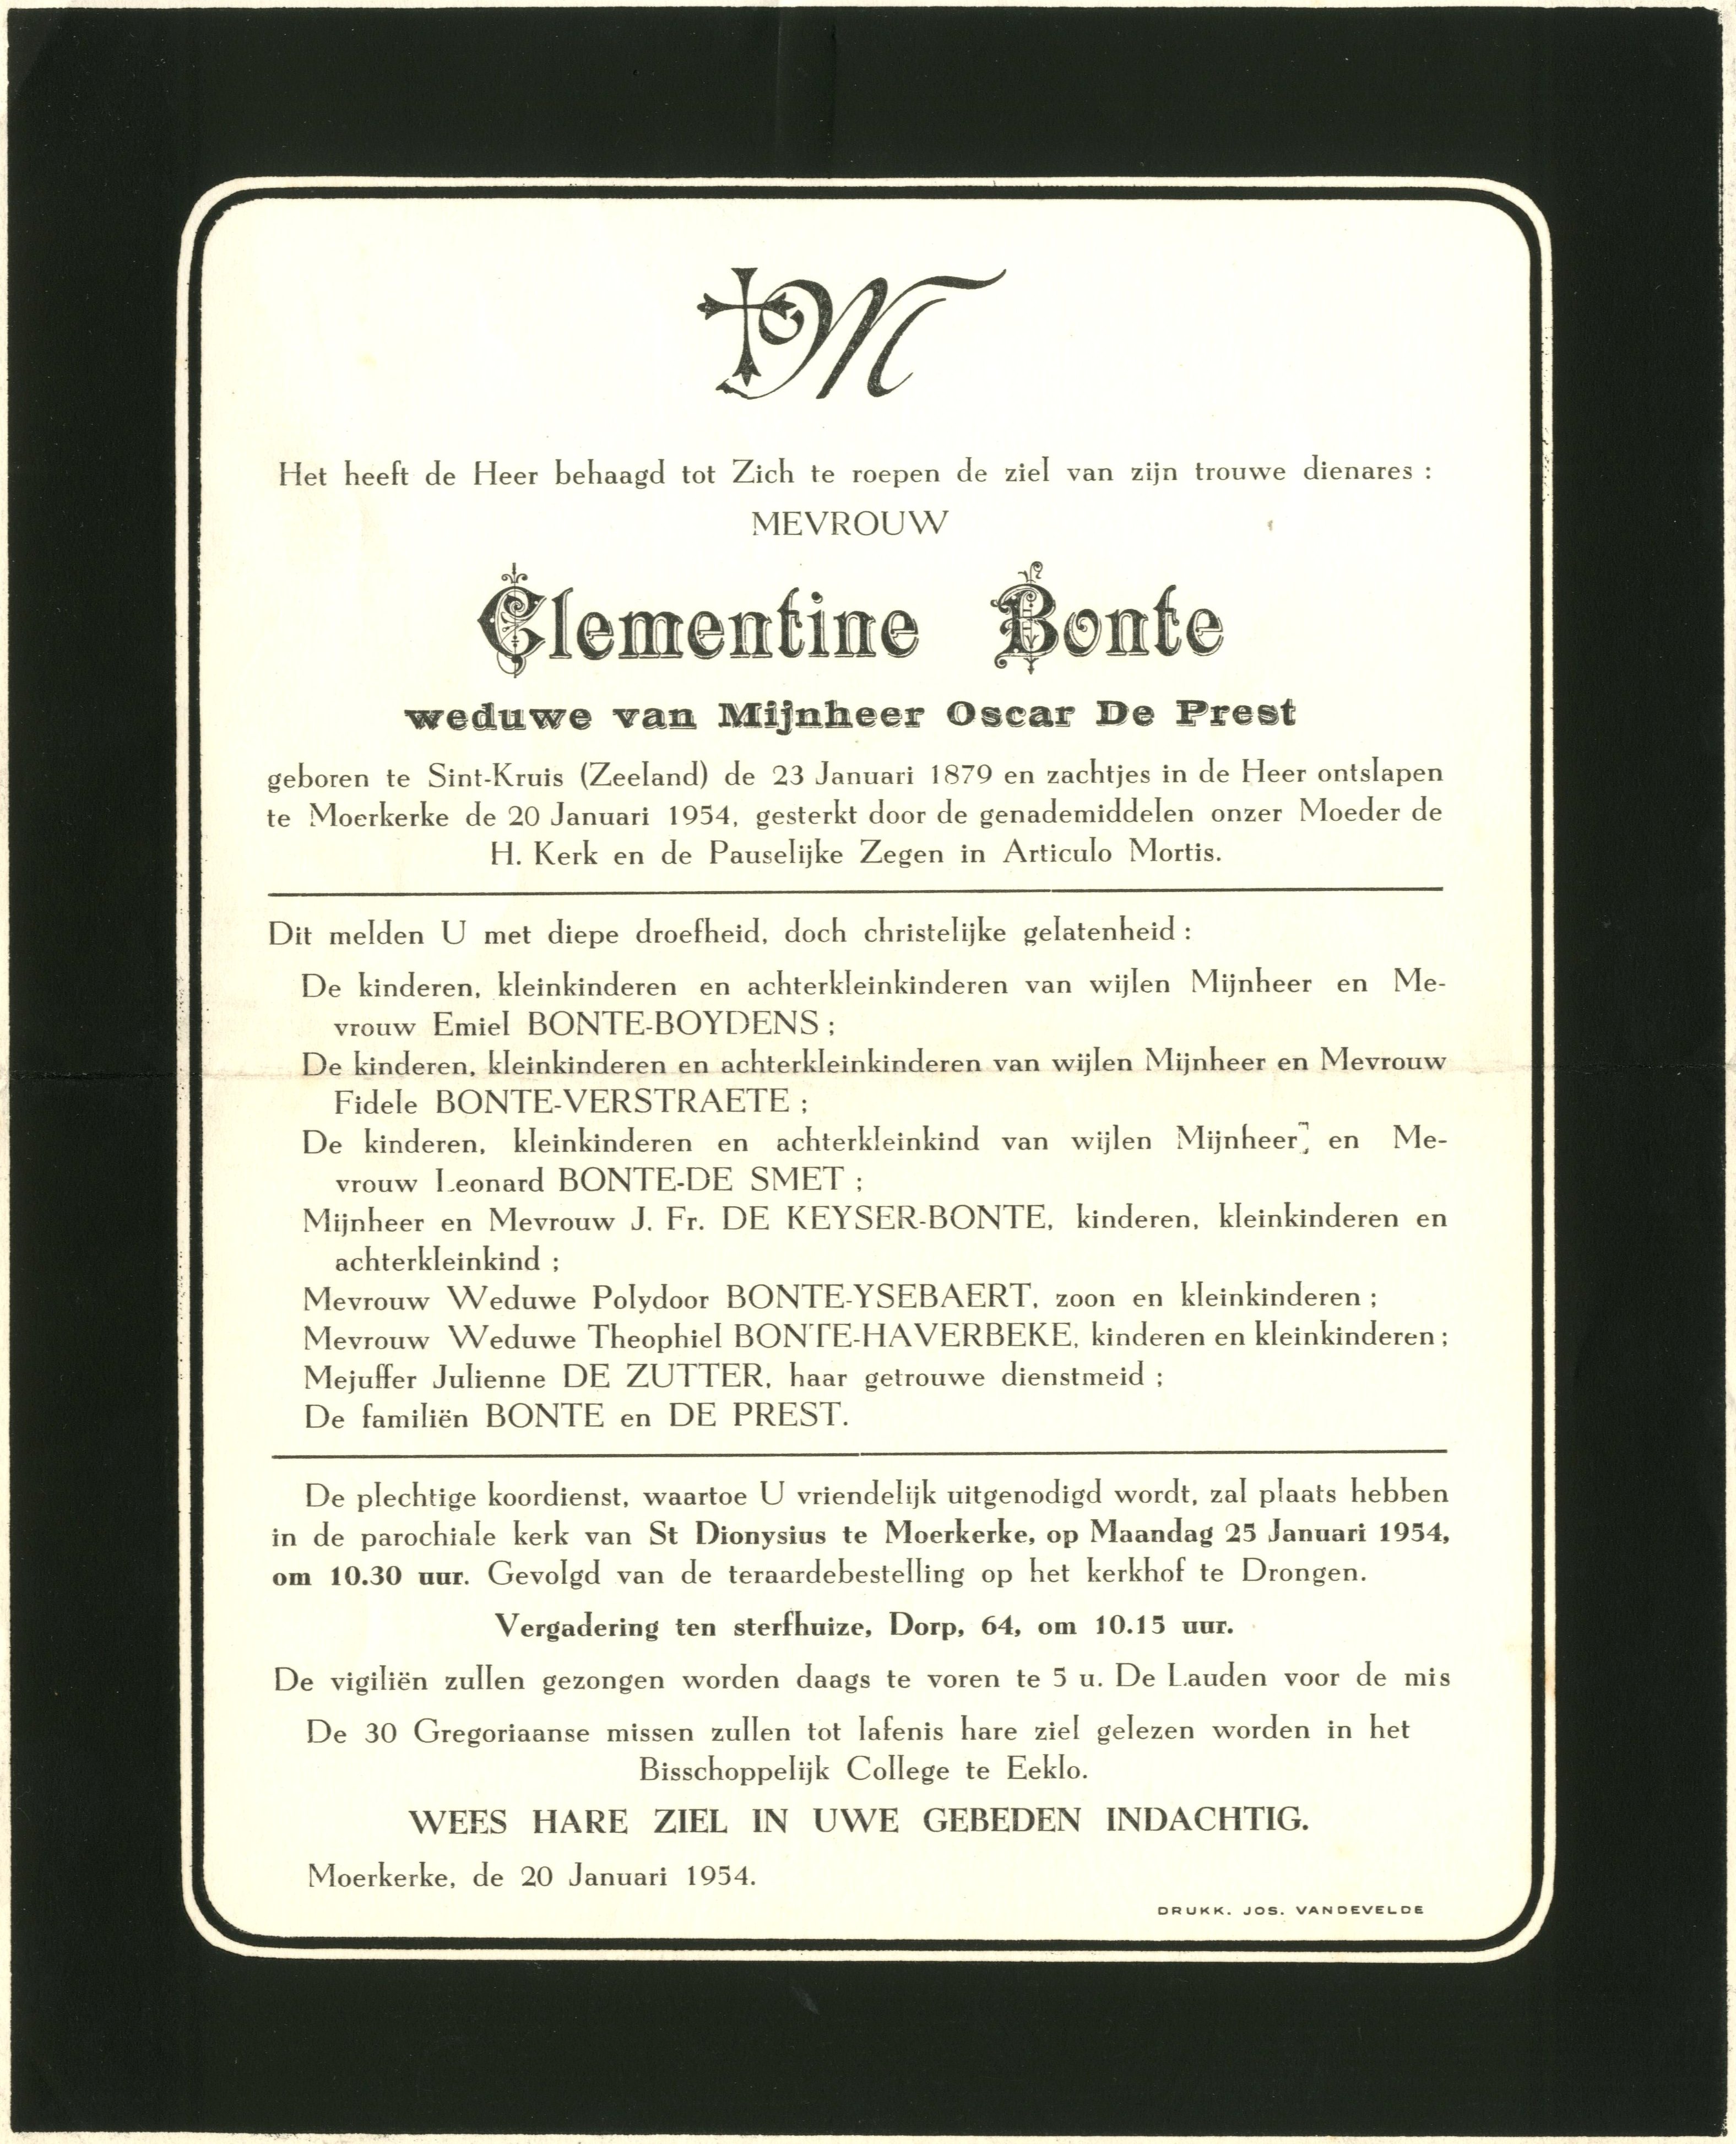 M
Het heeft de Heer behaagd tot Zich te roepen de ziel van zijn trouwe dienares :
MEVROUW
Clementine Bonte
weduwe van Mijnheer Oscar De Prest
geboren te Sint-Kruis (Zeeland) de 23 Januari 1879 en zachtjes in de Heer ontslapen
te Moerkerke de 20 Januari 1954, gesterkt door de genademiddelen onzer Moeder de
H. Kerk en de Pauselijke Zegen in Articulo Mortis.
Dit melden U met diepe droefheid, doch christelijke gelatenheid :
De kinderen, kleinkinderen en achterkleinkinderen van wijlen Mijnheer en Me-
vrouw Emiel BONTE-BOYDENS ;
De kinderen, kleinkinderen en achterkleinkinderen van wijlen Mijnheer en Mevrouw
Fidele BONTE-VERSTRAETE ;
De kinderen, kleinkinderen en achterkleinkind van wijlen Mijnheer en Me-
vrouw Leonard BONTE-DE SMET ;
Mijnheer en Mevrouw J. Fr. DE KEYSER-BONTE, kinderen, kleinkinderen en
achterkleinkind ;
Mevrouw Weduwe Polydoor BONTE-YSEBAERT, zoon en kleinkinderen ;
Mevrouw Weduwe Theophiel BONTE-HAVERBEKE, kinderen en kleinkinderen ;
Mejuffer Julienne DE ZUTTER, haar getrouwe dienstmeid ;
De familiën BONTE en DE PREST.
De plechtige koordienst, waartoe U vriendelijk uitgenodigd wordt, zal plaats hebben
in de parochiale kerk van St Dionysius te Moerkerke, op Maandag 25 Januari 1954,
om 10.30 uur. Gevolgd van de teraardebestelling op het kerkhof te Drongen.
Vergadering ten sterfhuize, Dorp, 64, om 10.15 uur.
De vigiliën zullen gezongen worden daags te voren te 5 u. De Lauden voor de mis
De 30 Gregoriaanse missen zullen tot lafenis hare ziel gelezen worden in het
Bisschoppelijk College te Eeklo.
WEES HARE ZIEL IN UWE GEBEDEN INDACHTIG.
Moerkerke, de 20 Januari 1954.
DRUKK. JOS. VANDEVELDE